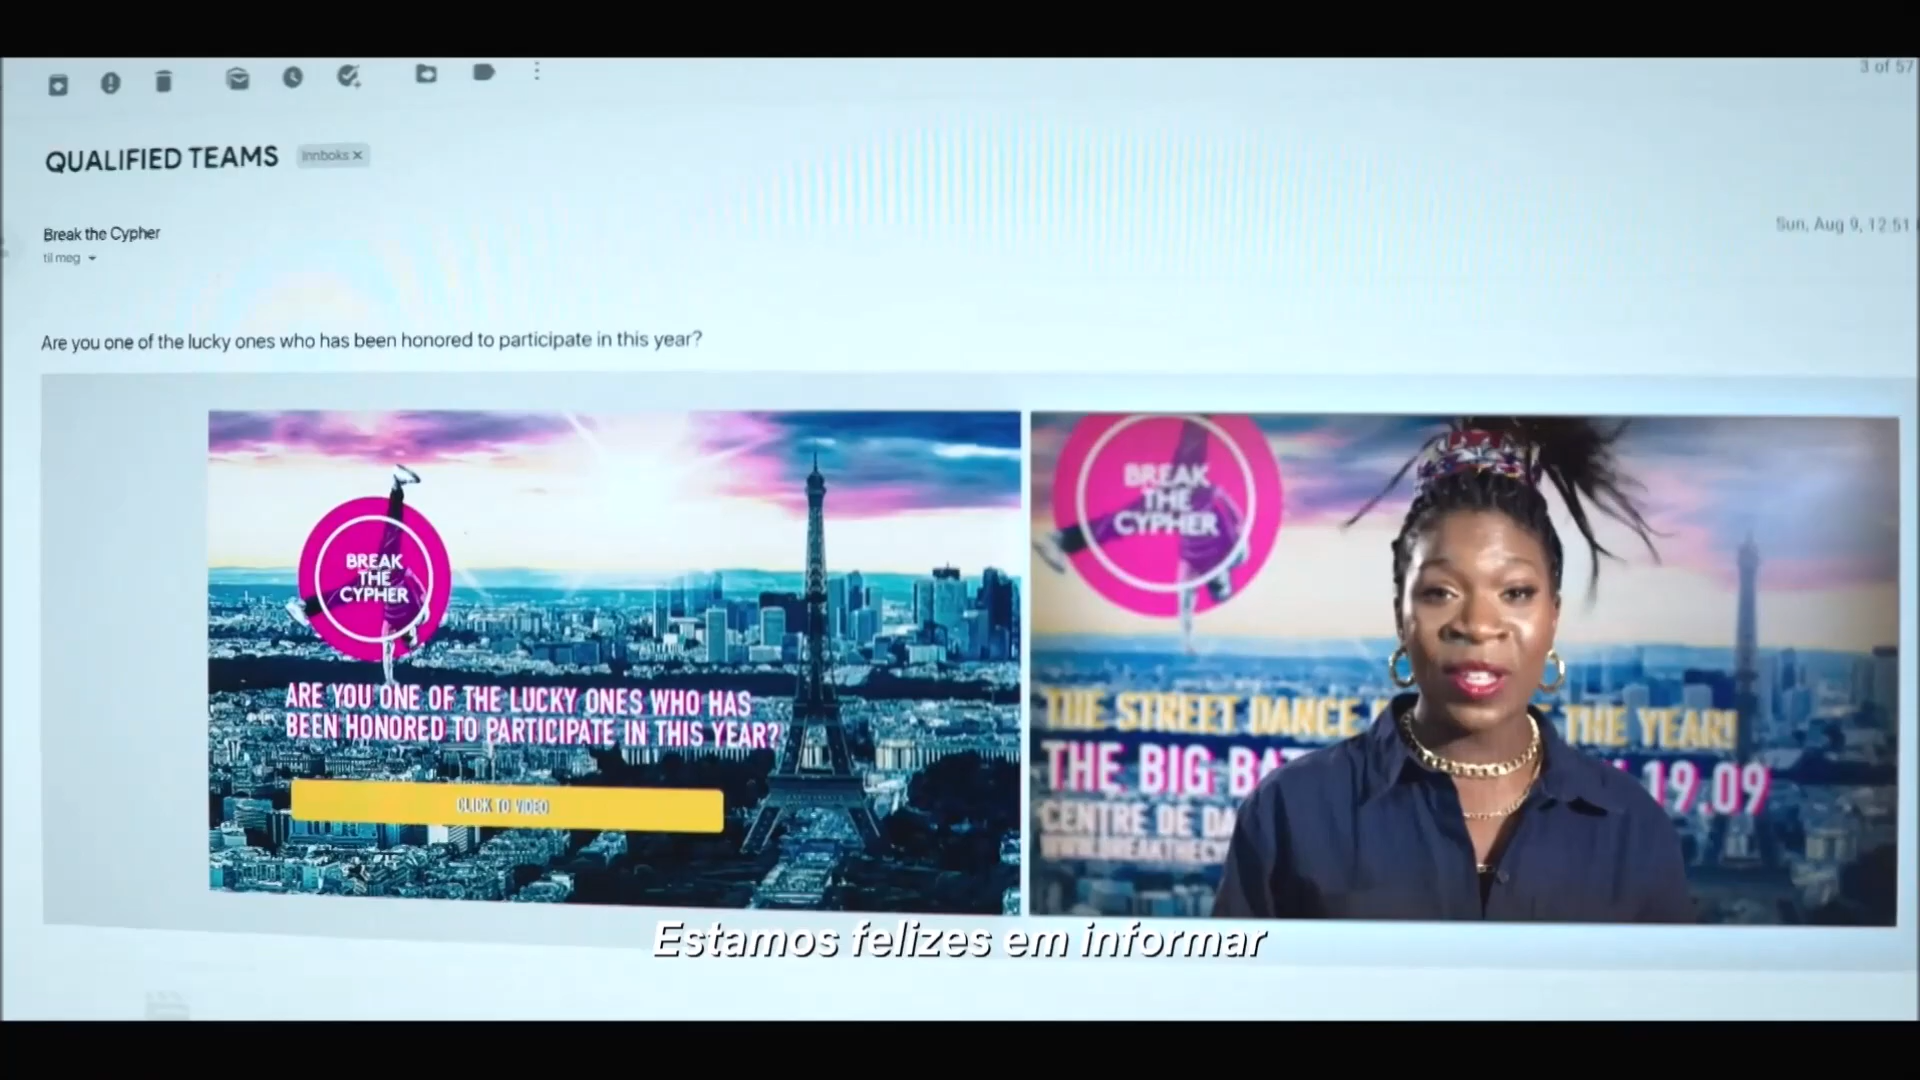 3 of 57
QUALIFIED TEAMS
Innboks
Break the Cypher
til meg
Sun, Aug 9, 12:51
Are you one of the lucky ones who has been honored to participate in this year?
BREAK
THE
CYPHER
ARE YOU ONE OF THE LUCKY ONES WHO HAS
BEEN HONORED TO PARTICIPATE IN THIS YEAR?
CLICK TO VIDEO
BREAK
THE
CYPHER
THE STREET DANCE THE YEAR!
THE BIG 19.09
CENTRE DE
Estamos felizes em informar